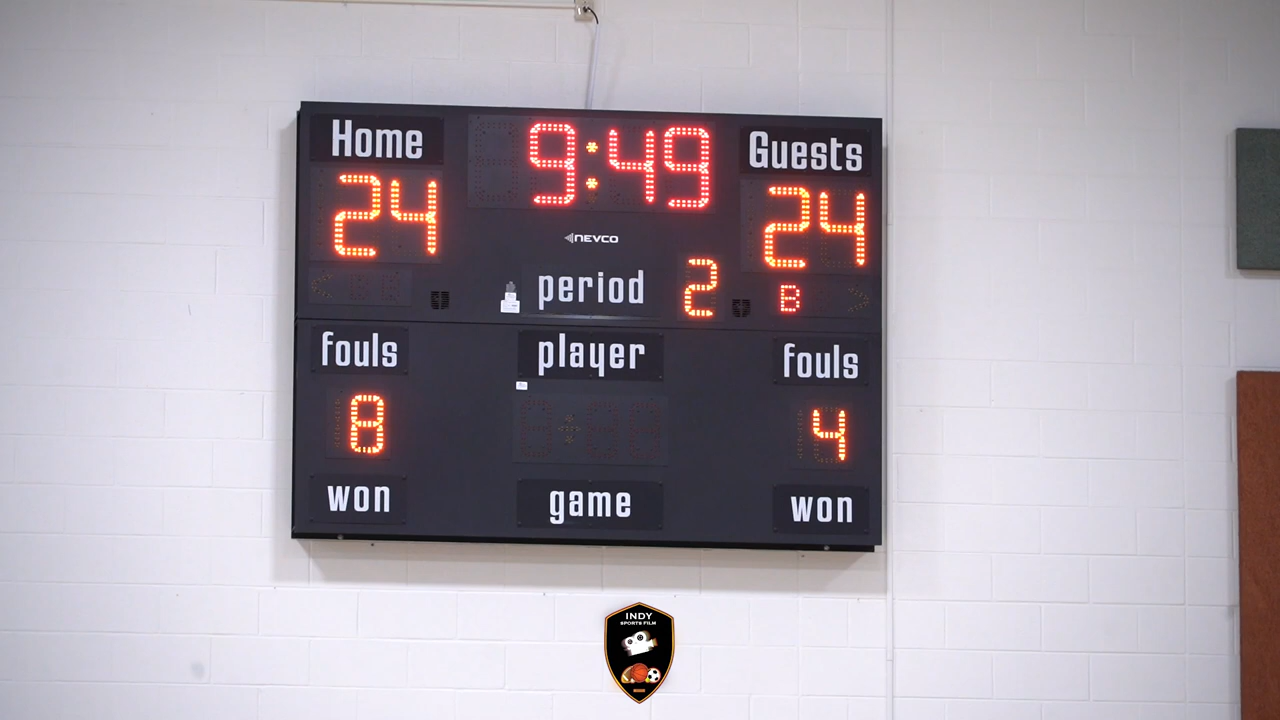 Home 9:49 Guests
24 24
NEVCO
period 2 B
fouls player fouls
8 4
won game won
INDY
SPORTS FILM